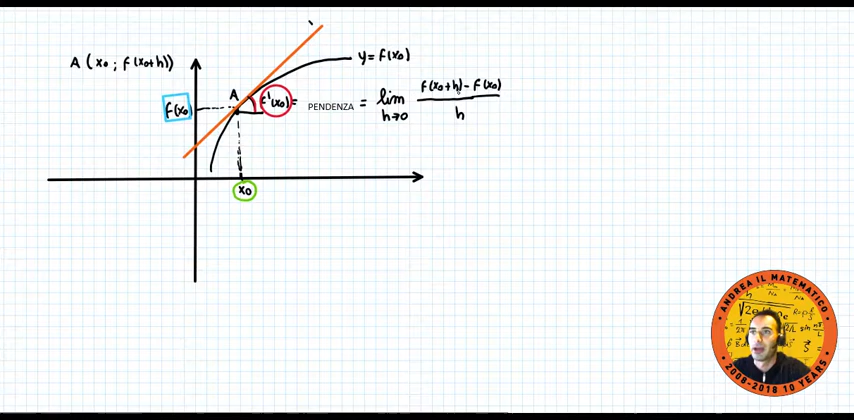 A ( x0 ; f(x0+h))
y = f(x0)
A
f(x0)
f'(x0) = PENDENZA = lim h→0 f(x0+h) - f(x0) / h
x0
ANDREA IL MATEMATICO
• 2008-2018 10 YEARS •